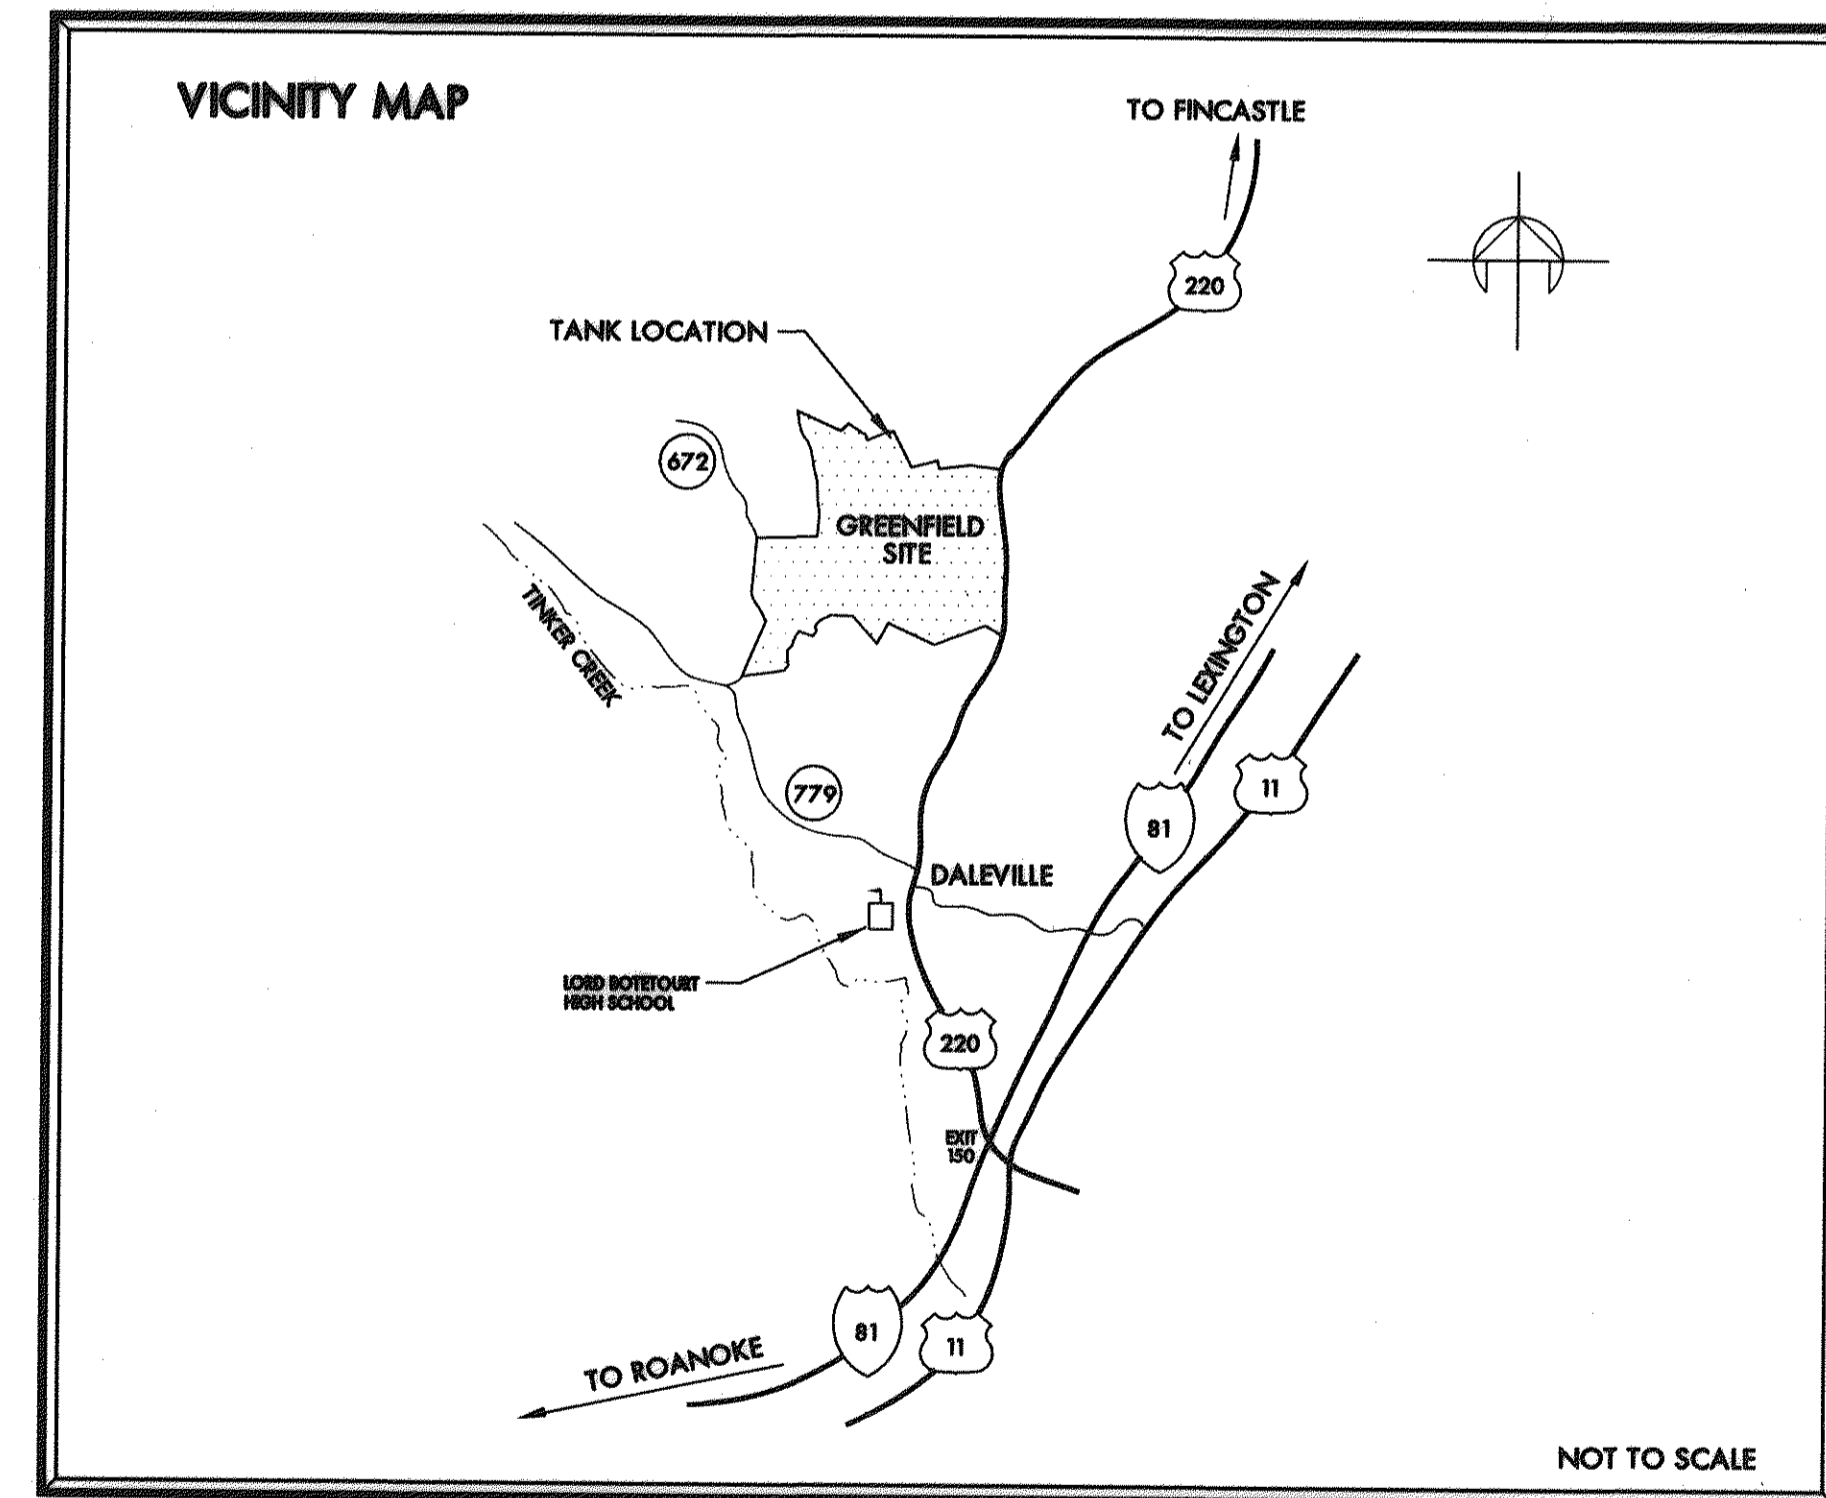 VICINITY MAP
TO FINCASTLE
220
TANK LOCATION
672
GREENFIELD
SITE
TINKER CREEK
TO LEXINGTON
779
81
11
DALEVILLE
LORD BOTETOURT
HIGH SCHOOL
220
EXIT
150
81
11
TO ROANOKE
NOT TO SCALE